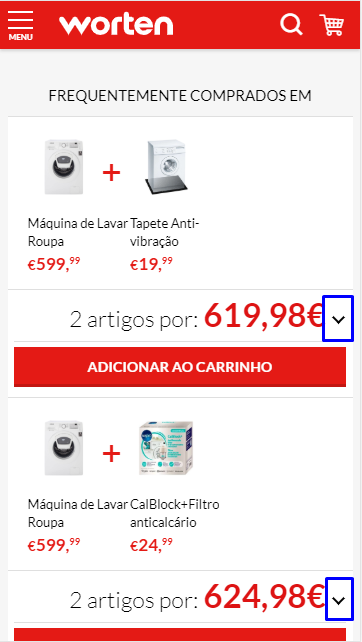 MENU
worten
FREQUENTEMENTE COMPRADOS EM
+
Máquina de Lavar Roupa
€599,99
Tapete Anti-vibração
€19,99
2 artigos por: 619,98€
ADICIONAR AO CARRINHO
+
Máquina de Lavar Roupa
€599,99
CalBlock+Filtro anticalcário
€24,99
2 artigos por: 624,98€